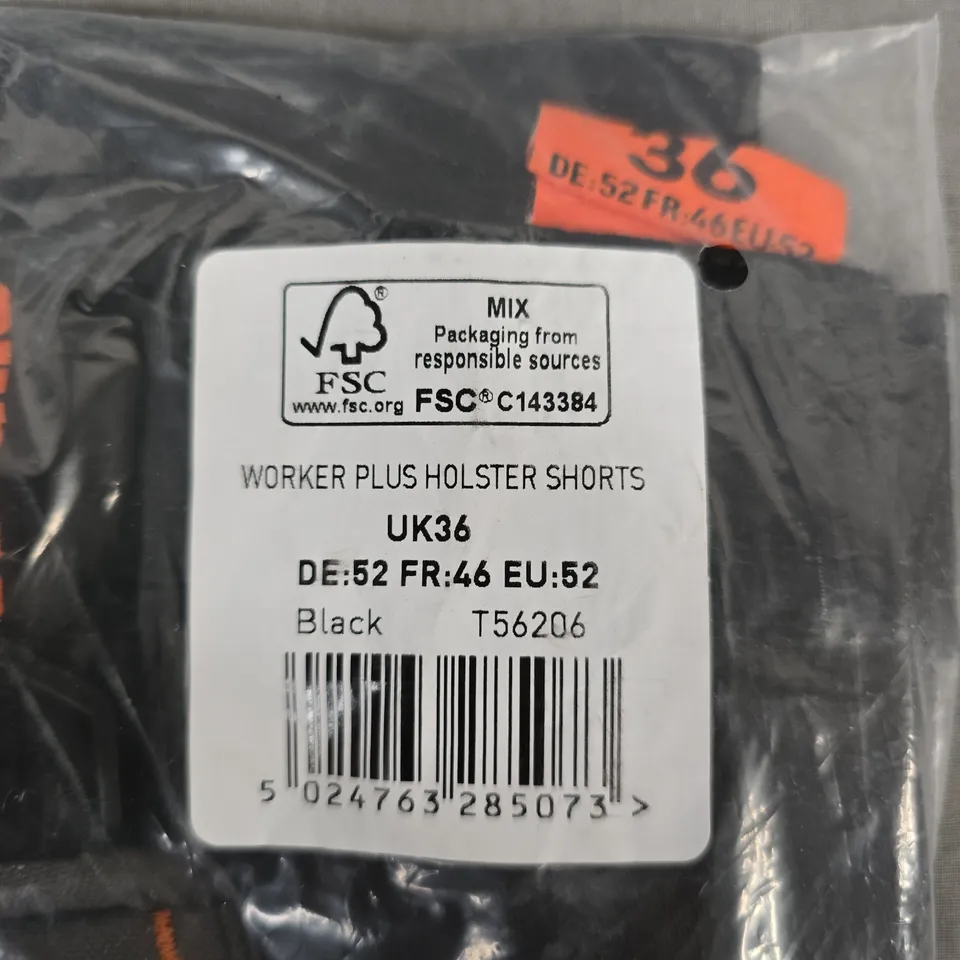 36
DE:52 FR:46 EU:52
MIX
Packaging from
responsible sources
FSC®
www.fsc.org FSC® C143384
WORKER PLUS HOLSTER SHORTS
UK36
DE:52 FR:46 EU:52
Black T56206
5 024763 285073 >